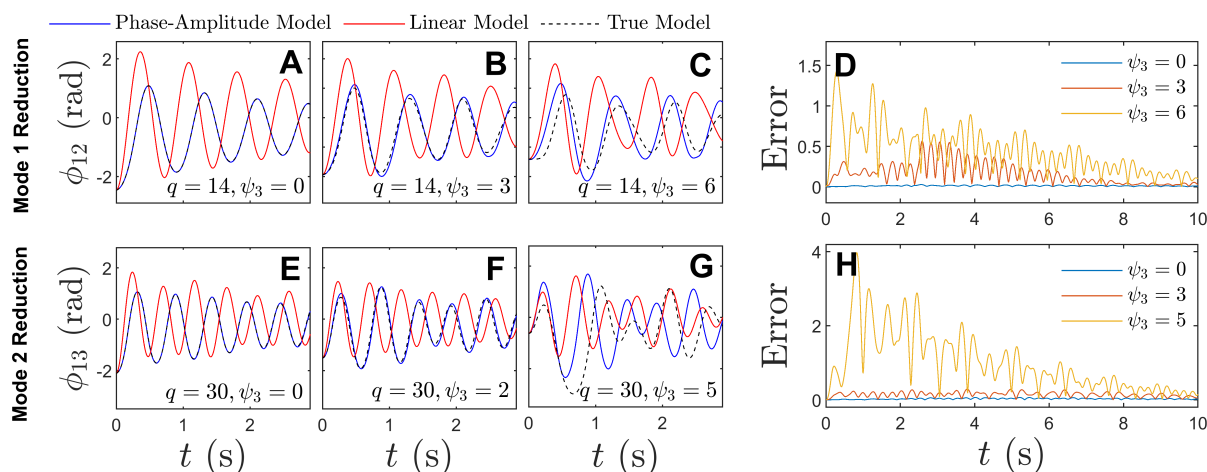 Phase-Amplitude Model Linear Model True Model
Mode 1 Reduction
ϕ12 (rad)
2
0
-2
A
q = 14, ψ3 = 0
B
q = 14, ψ3 = 3
C
q = 14, ψ3 = 6
Error
1.5
1
0.5
0
D
ψ3 = 0
ψ3 = 3
ψ3 = 6
0 2 4 6 8 10
Mode 2 Reduction
ϕ13 (rad)
2
0
-2
E
q = 30, ψ3 = 0
0 1 2
t (s)
F
q = 30, ψ3 = 2
0 1 2
t (s)
G
q = 30, ψ3 = 5
0 1 2
t (s)
Error
4
2
0
H
ψ3 = 0
ψ3 = 3
ψ3 = 5
0 2 4 6 8 10
t (s)